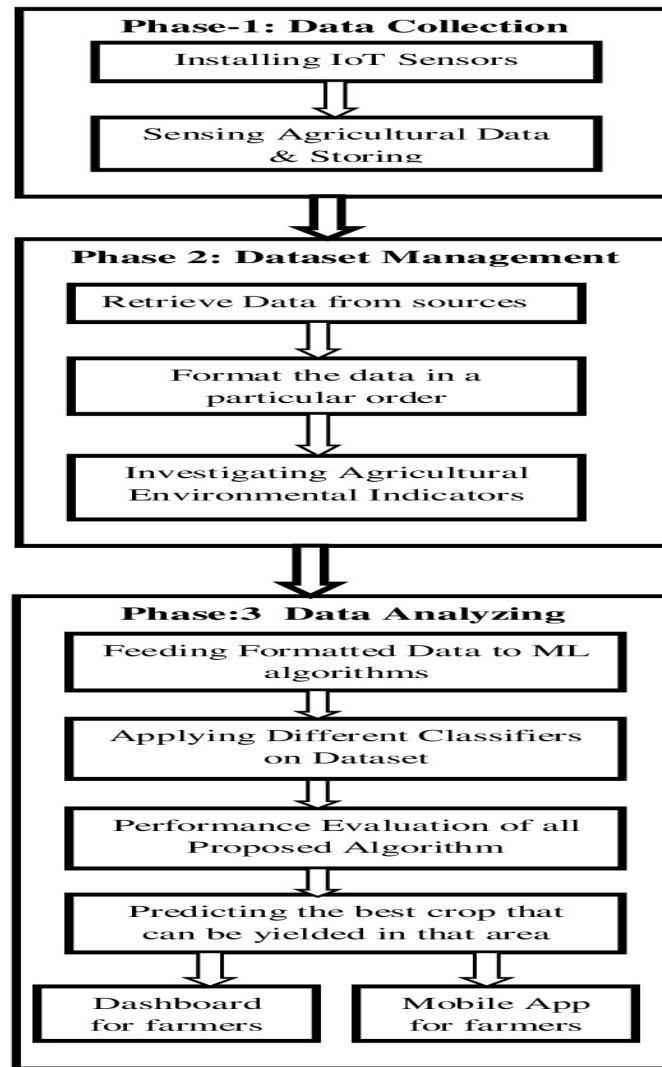 Phase-1: Data Collection
Installing IoT Sensors
Sensing Agricultural Data
& Storing
Phase 2: Dataset Management
Retrieve Data from sources
Format the data in a
particular order
Investigating Agricultural
Environmental Indicators
Phase:3 Data Analyzing
Feeding Formatted Data to ML
algorithms
Applying Different Classifiers
on Dataset
Performance Evaluation of all
Proposed Algorithm
Predicting the best crop that
can be yielded in that area
Dashboard
for farmers
Mobile App
for farmers